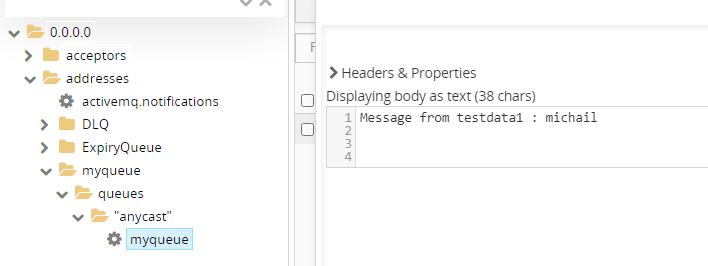 0.0.0.0
acceptors
addresses
activemq.notifications
DLQ
ExpiryQueue
myqueue
queues
"anycast"
myqueue
F
Headers & Properties
Displaying body as text (38 chars)
1 Message from testdata1 : michail
2
3
4